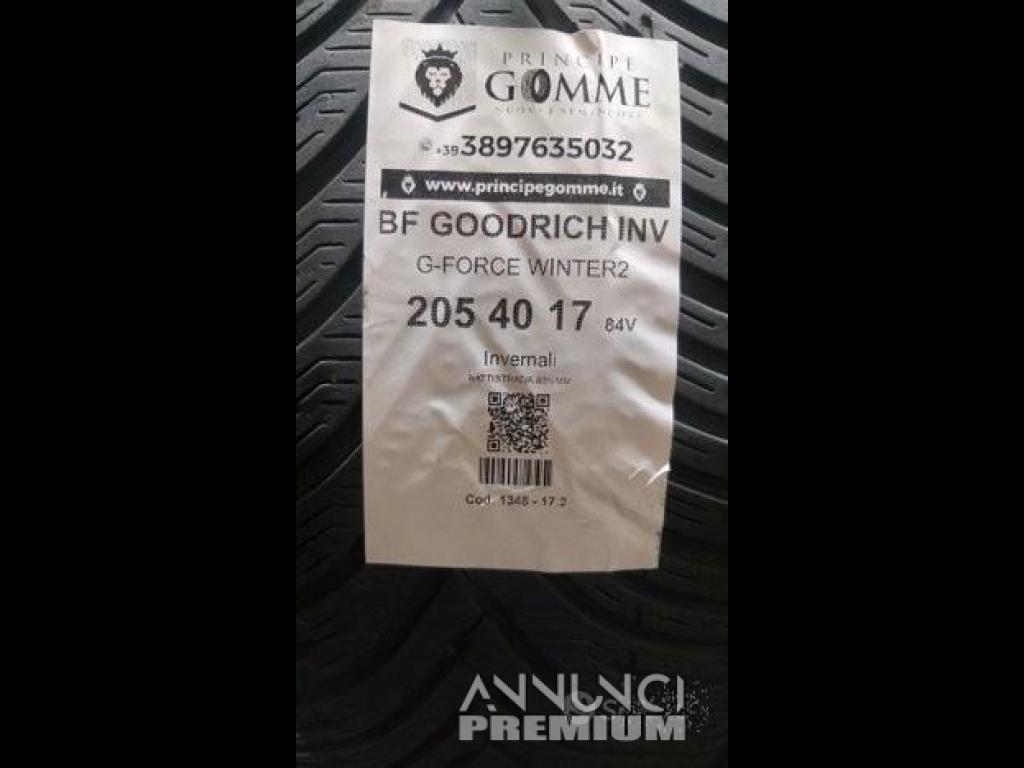 PRINCIPE
GOMME
+39 3897635032
www.principegomme.it
BF GOODRICH INV
G-FORCE WINTER2
205 40 17 84V
Invernali
Cod. 1348 - 17.2
ANNUNCI
PREMIUM